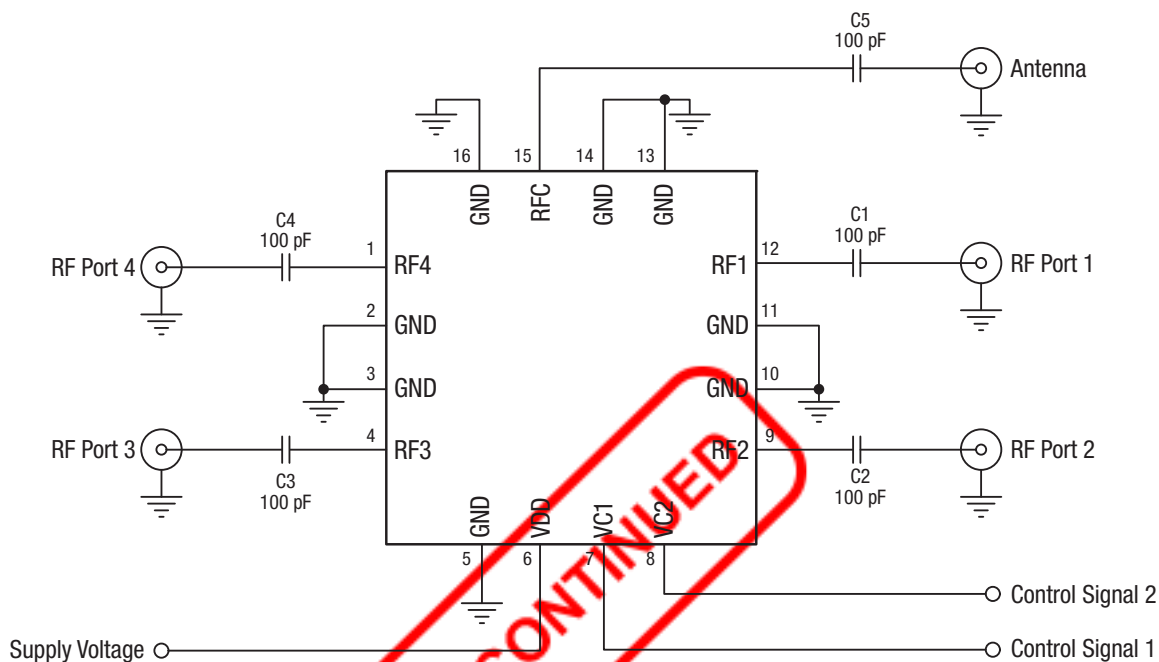 C5
100 pF
Antenna
16
15
14
13
GND
RFC
GND
GND
C4
100 pF
C1
100 pF
RF Port 4
1
RF4
RF1
12
RF Port 1
2
GND
GND
11
3
GND
GND
10
RF Port 3
4
RF3
RF2
9
RF Port 2
C3
100 pF
C2
100 pF
GND
VDD
VC1
VC2
5
6
7
8
CONTINUED
Control Signal 2
Supply Voltage
Control Signal 1